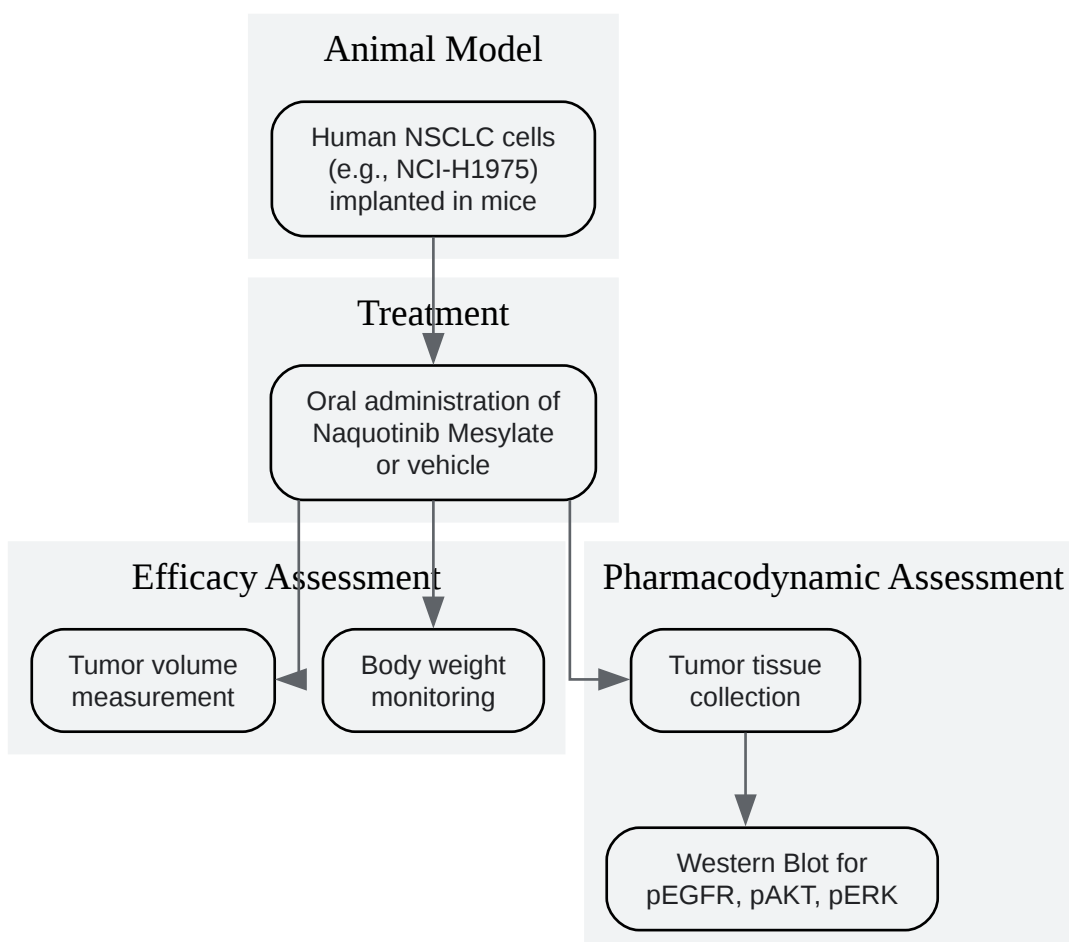 Animal Model
Human NSCLC cells
(e.g., NCI-H1975)
implanted in mice
Treatment
Oral administration of
Naquotinib Mesylate
or vehicle
Efficacy Assessment
Tumor volume
measurement
Body weight
monitoring
Pharmacodynamic Assessment
Tumor tissue
collection
Western Blot for
pEGFR, pAKT, pERK